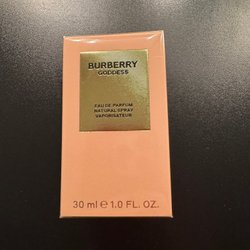 BURBERRY
GODDESS
EAU DE PARFUM
NATURAL SPRAY
VAPORISATEUR
30 ml ℮ 1.0 FL. OZ.